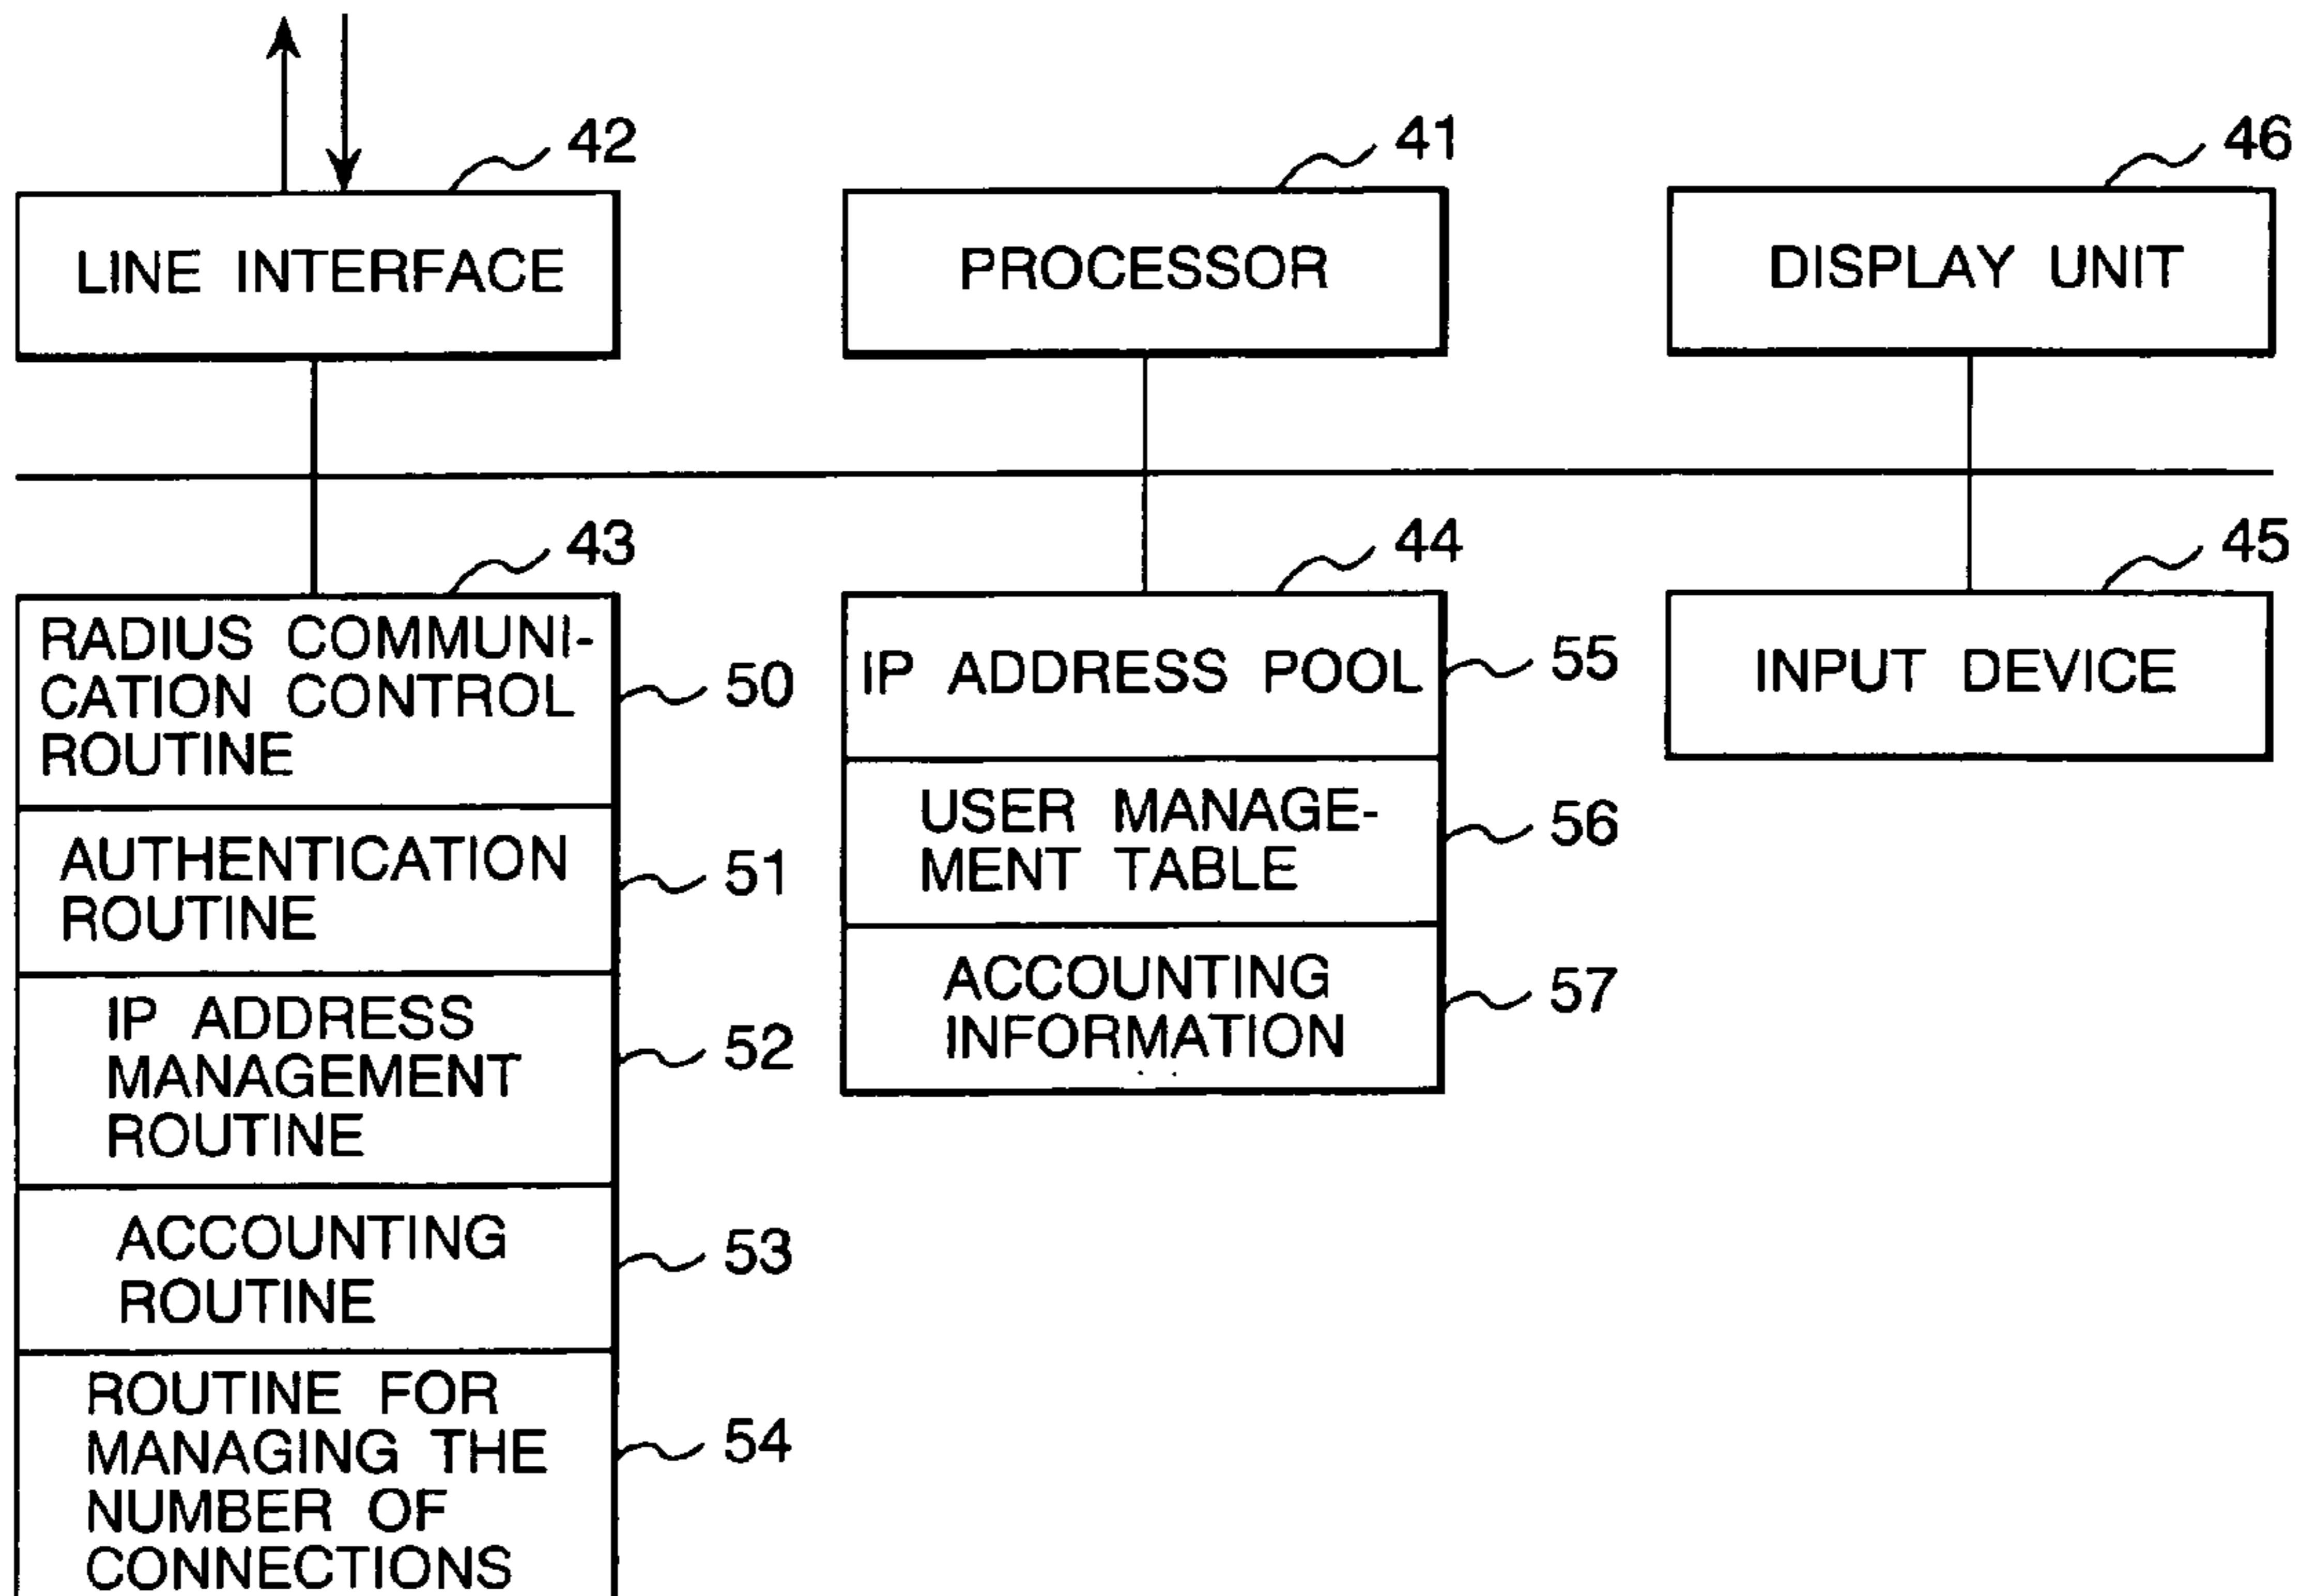 42
41
46
LINE INTERFACE
PROCESSOR
DISPLAY UNIT
43
44
45
RADIUS COMMUNI-
CATION CONTROL
ROUTINE
50
AUTHENTICATION
ROUTINE
51
IP ADDRESS
MANAGEMENT
ROUTINE
52
ACCOUNTING
ROUTINE
53
ROUTINE FOR
MANAGING THE
NUMBER OF
CONNECTIONS
54
IP ADDRESS POOL
55
USER MANAGE-
MENT TABLE
56
ACCOUNTING
INFORMATION
57
INPUT DEVICE